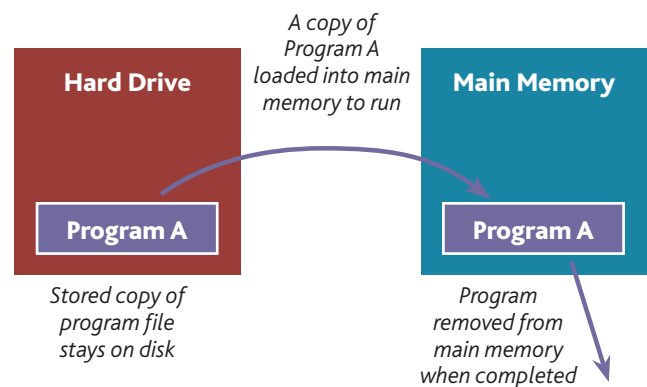 A copy of
Program A
loaded into main
memory to run
Hard Drive
Main Memory
Program A
Program A
Stored copy of
program file
stays on disk
Program
removed from
main memory
when completed